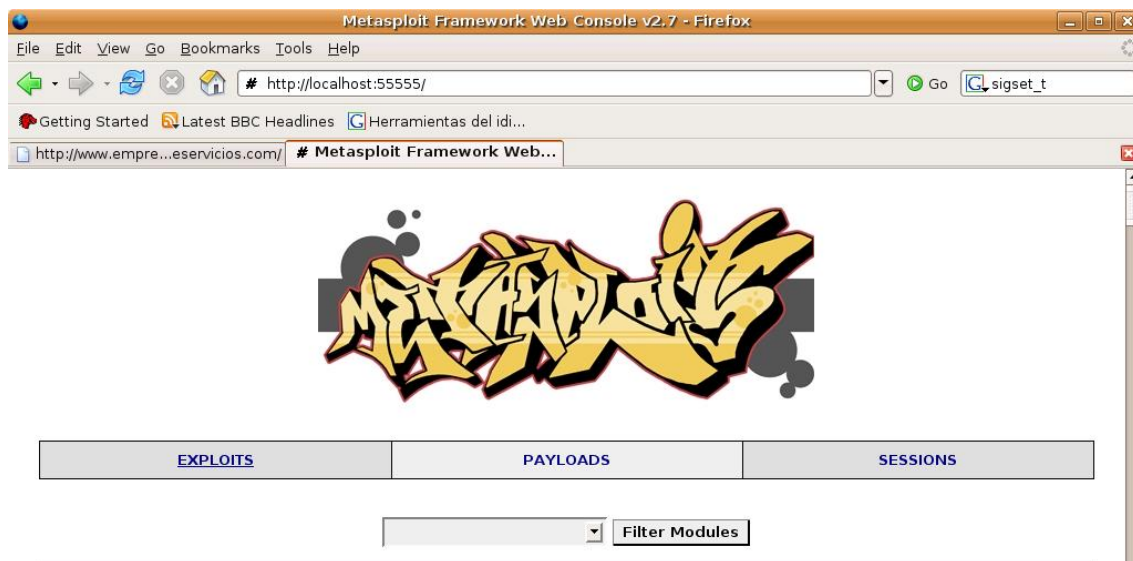 Metasploit Framework Web Console v2.7 - Firefox
File Edit View Go Bookmarks Tools Help
# http://localhost:55555/ Go G sigset_t
Getting Started Latest BBC Headlines G Herramientas del idi...
http://www.empre...eservicios.com/ # Metasploit Framework Web...
METASPLOIT
EXPLOITS PAYLOADS SESSIONS
Filter Modules